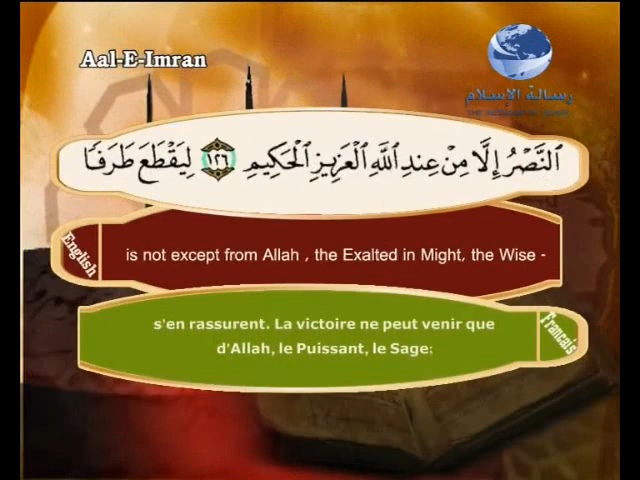 Aal-E-Imran
رسالة الإسلام
ٱلنَّصْرُ إِلَّا مِنْ عِندِ ٱللَّهِ ٱلْعَزِيزِ ٱلْحَكِيمِ ١٢٦ لِيَقْطَعَ طَرَفًا
English
is not except from Allah , the Exalted in Might, the Wise -
s'en rassurent. La victoire ne peut venir que
d'Allah, le Puissant, le Sage;
Francais